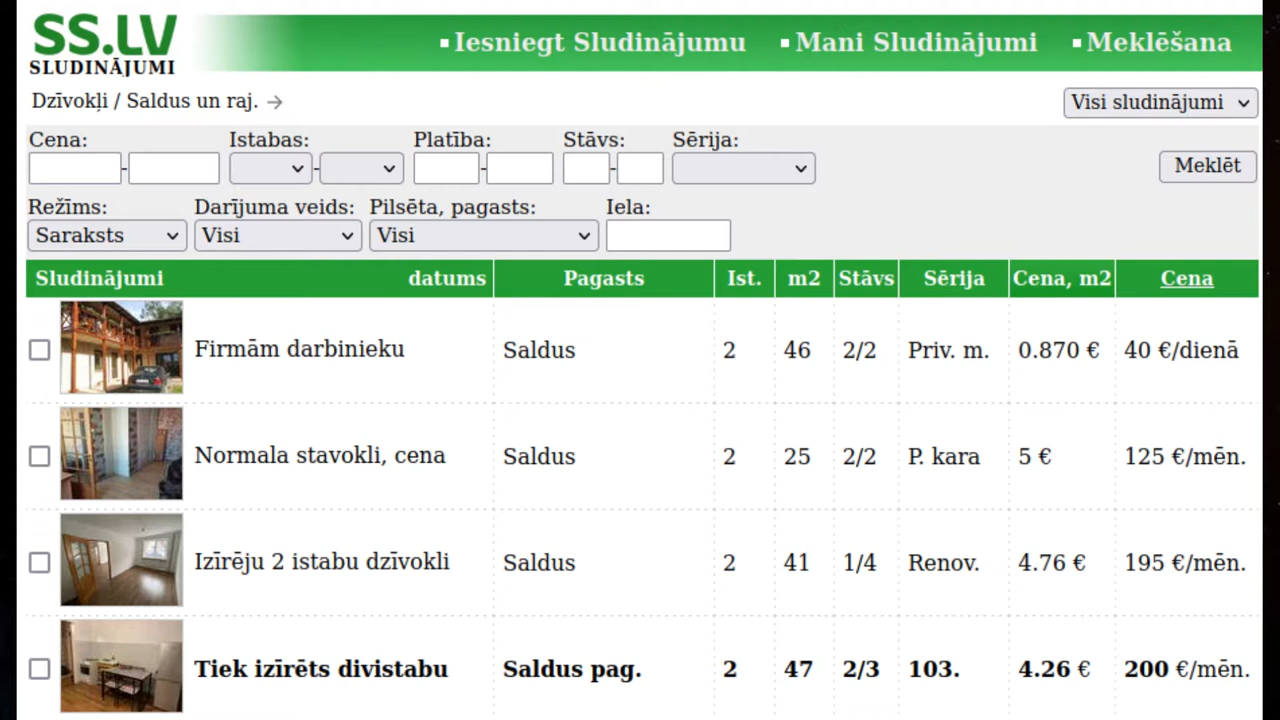 SS.LV
SLUDINĀJUMI
Iesniegt Sludinājumu Mani Sludinājumi Meklēšana
Dzīvokļi / Saldus un raj. → Visi sludinājumi
Cena: Istabas: Platība: Stāvs: Sērija:
- - - - Meklēt
Režīms: Darījuma veids: Pilsēta, pagasts: Iela:
Saraksts Visi Visi
Sludinājumi datums Pagasts Ist. m2 Stāvs Sērija Cena, m2 Cena
Firmām darbinieku Saldus 2 46 2/2 Priv. m. 0.870 € 40 €/dienā
Normala stavokli, cena Saldus 2 25 2/2 P. kara 5 € 125 €/mēn.
Izīrēju 2 istabu dzīvokli Saldus 2 41 1/4 Renov. 4.76 € 195 €/mēn.
Tiek izīrēts divistabu Saldus pag. 2 47 2/3 103. 4.26 € 200 €/mēn.